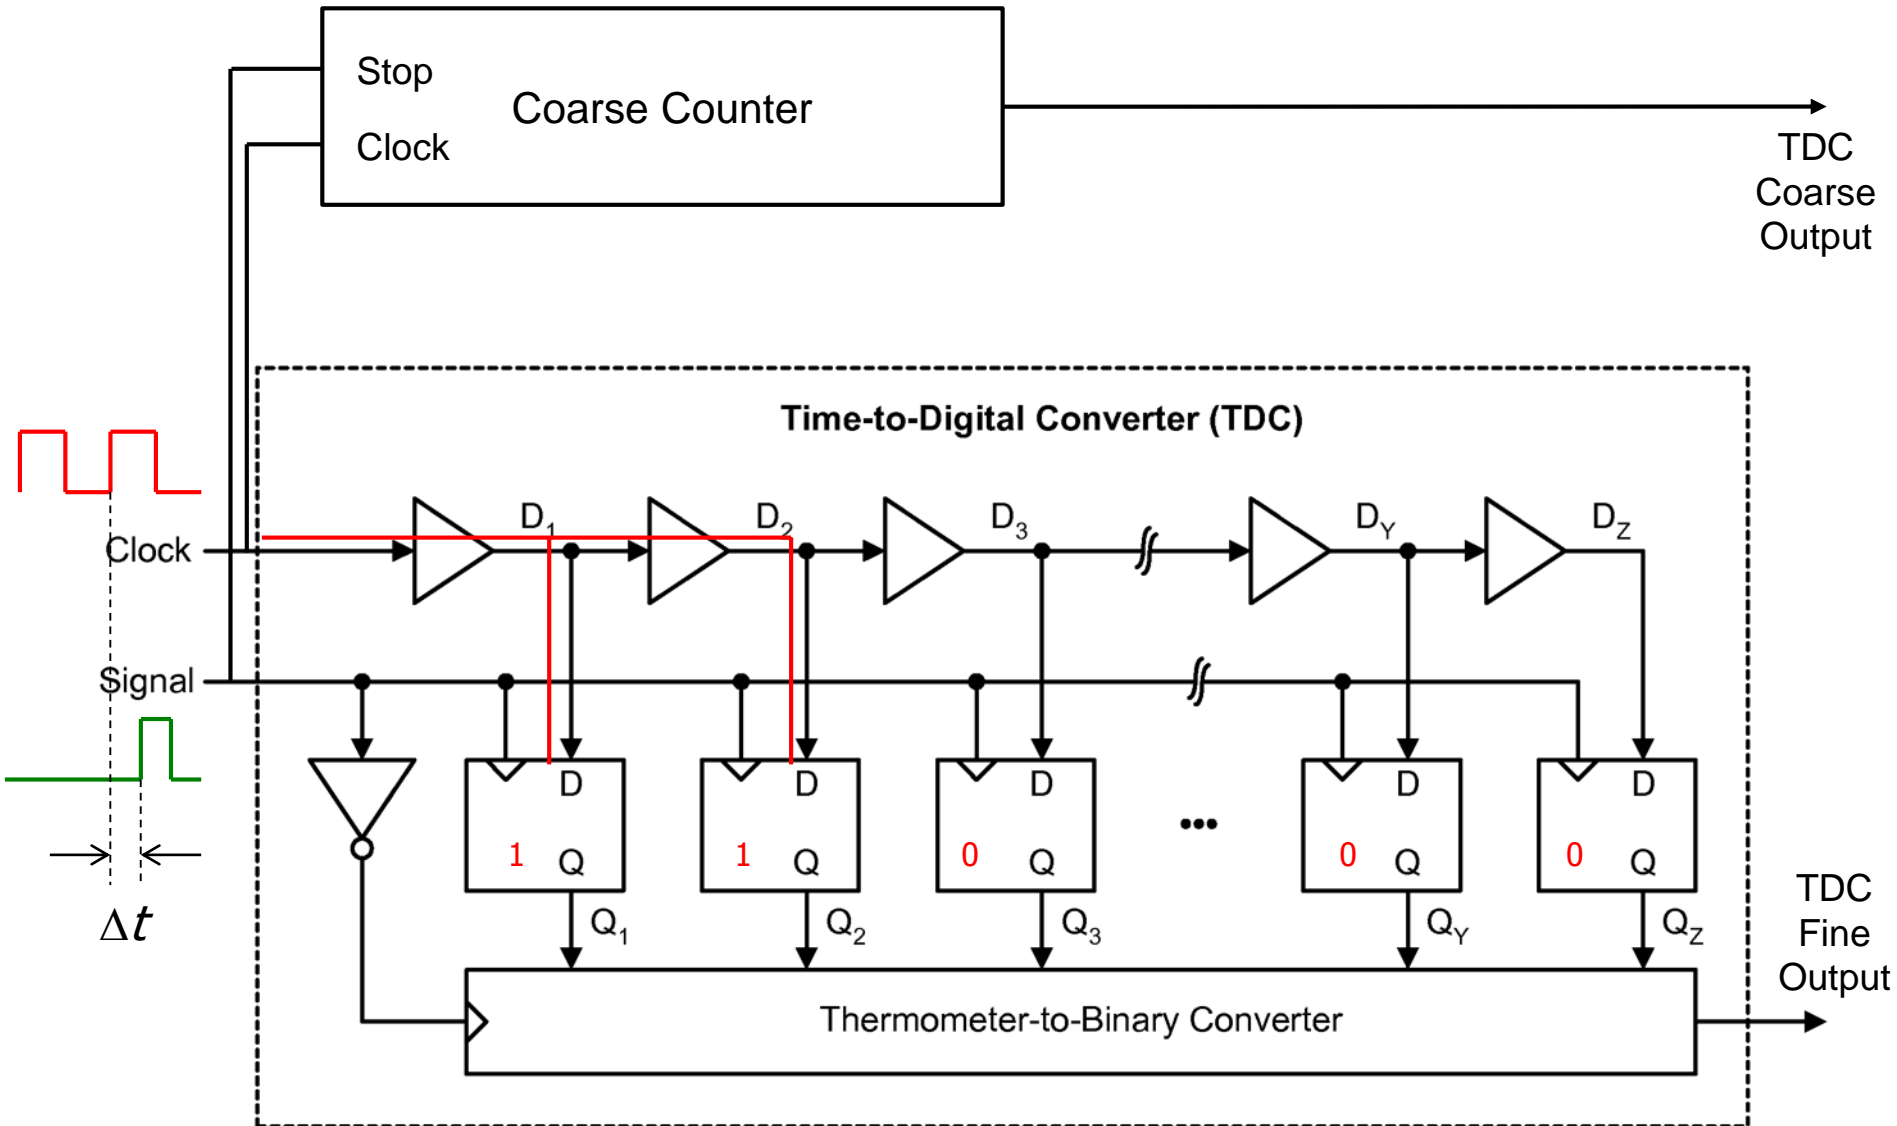 Stop
Coarse Counter
Clock
TDC
Coarse
Output
Time-to-Digital Converter (TDC)
D1 D2 D3 DY DZ
Clock
Signal
D D D D D
1 Q 1 Q 0 Q ... 0 Q 0 Q
Δt
Q1 Q2 Q3 QY QZ
TDC
Fine
Output
Thermometer-to-Binary Converter